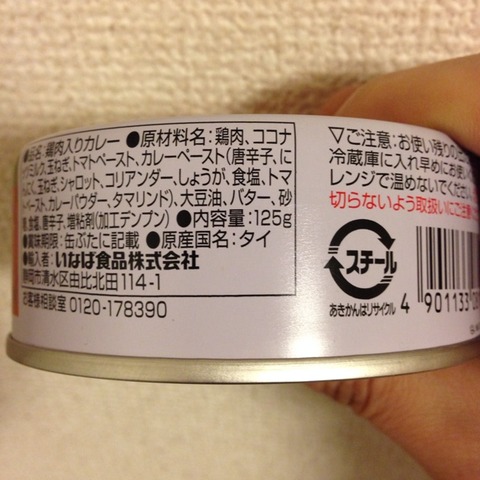 ●品名:鶏肉入りカレー ●原材料名:鶏肉、ココナ
ッツミルク、玉ねぎ、トマトペースト、カレーペースト(唐辛子、に
んにく、玉ねぎ、シャロット、コリアンダー、しょうが、食塩、トマ
トペースト、カレーパウダー、タマリンド)、大豆油、バター、砂
糖、食塩、唐辛子、増粘剤(加工デンプン) ●内容量:125g
●賞味期限:缶ぶたに記載 ●原産国名:タイ
●輸入者:いなば食品株式会社
静岡市清水区由比北田114-1
お客様相談室 0120-178390
▽ご注意:お使い残りの
冷蔵庫に入れ早めにお使い
レンジで温めないでください
切らないよう取扱いにご注意
スチール
あきかんはリサイクル
4 901133